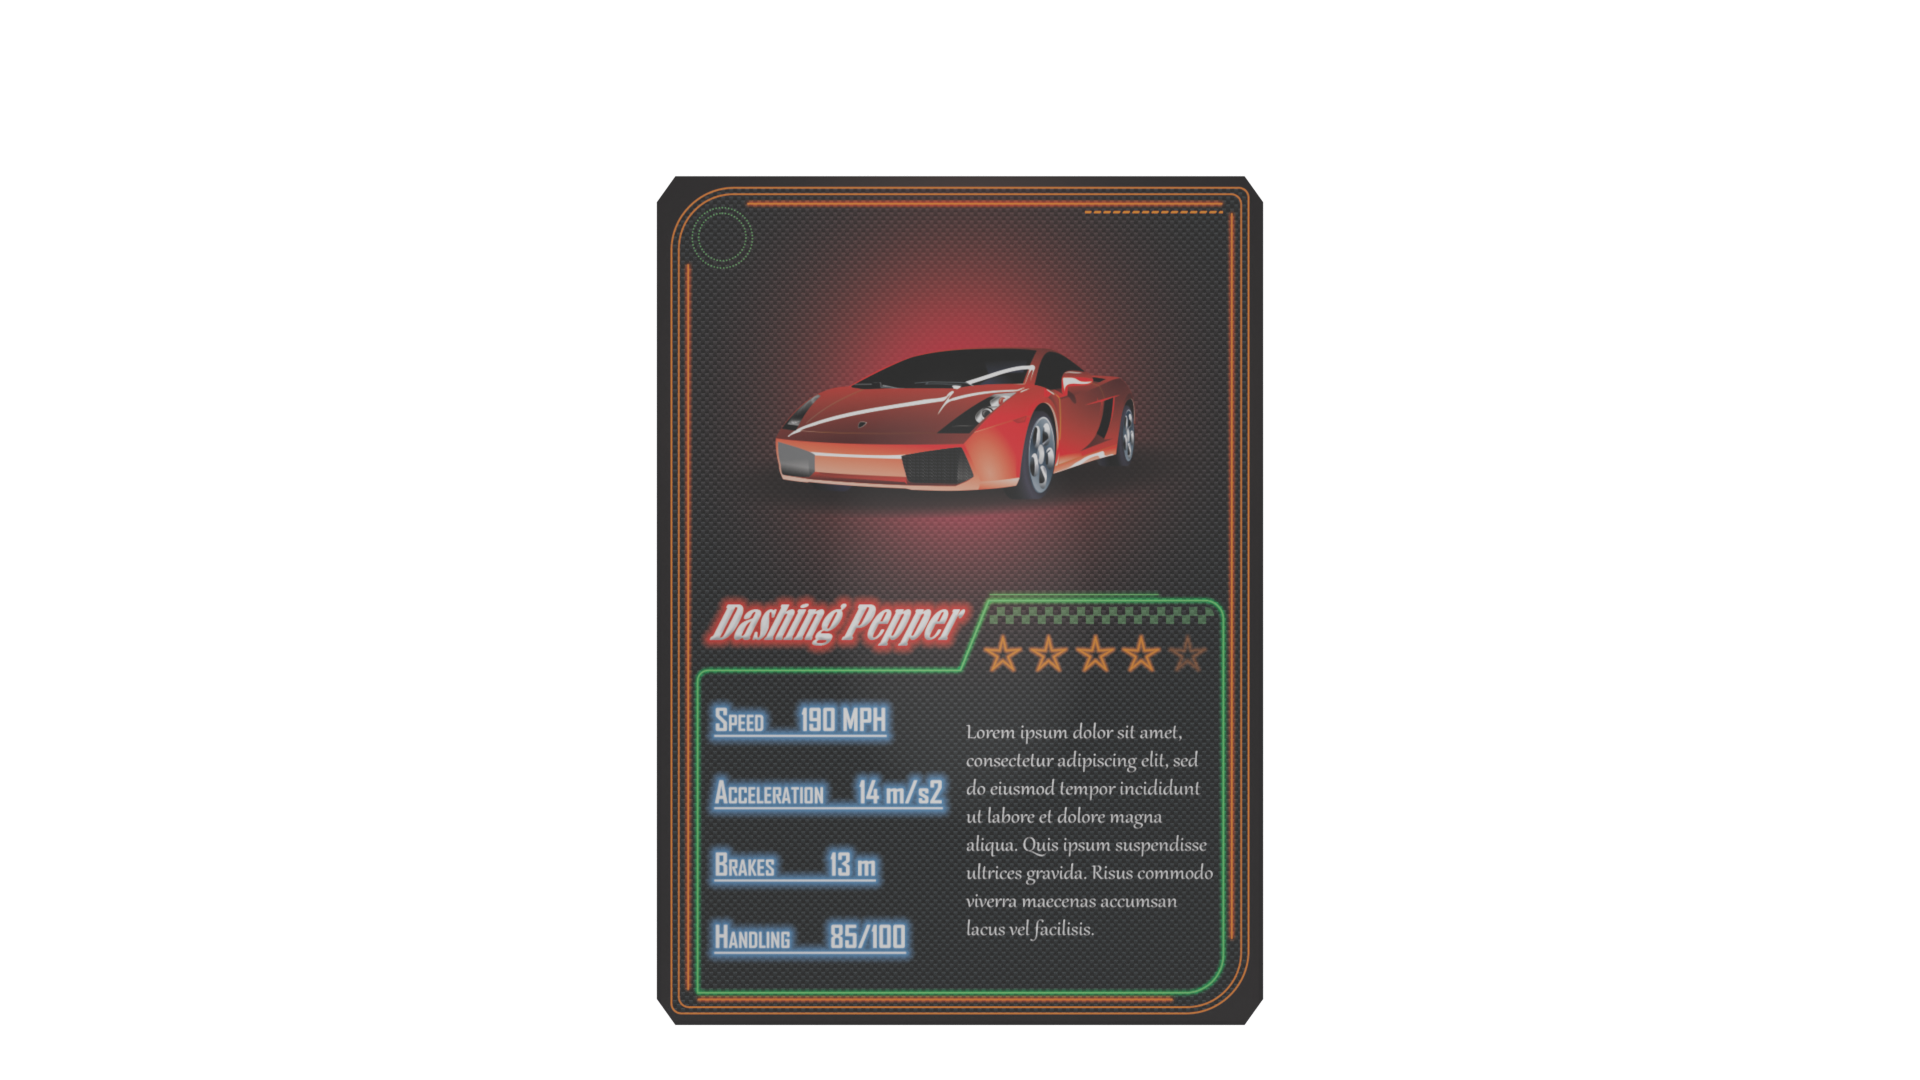 Dashing Pepper
Speed 190 MPH
Acceleration 14 m/s2
Brakes 13 m
Handling 85/100
Lorem ipsum dolor sit amet,
consectetur adipiscing elit, sed
do eiusmod tempor incididunt
ut labore et dolore magna
aliqua. Quis ipsum suspendisse
ultrices gravida. Risus commodo
viverra maecenas accumsan
lacus vel facilisis.